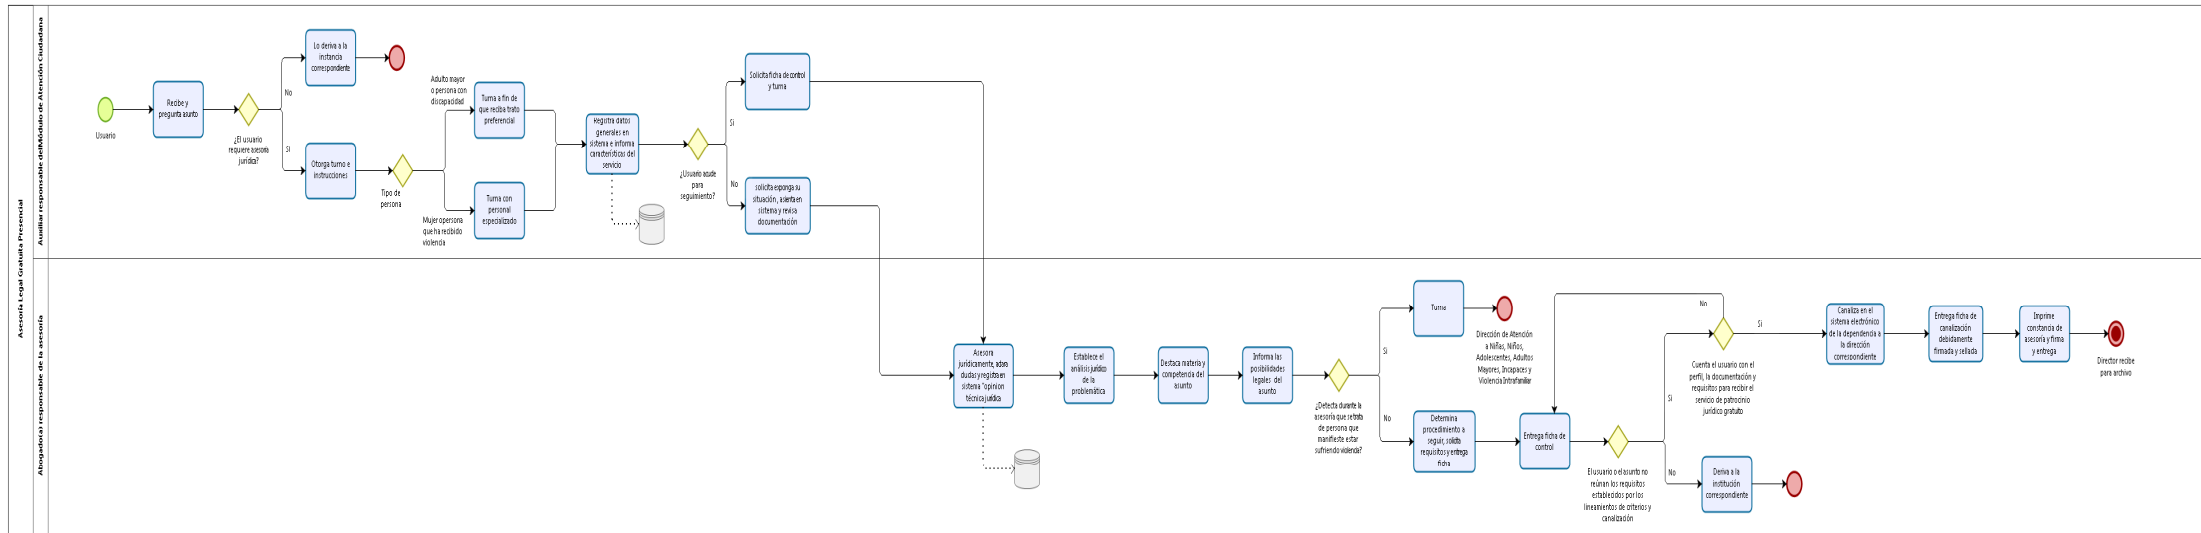 Asesoría Legal Gratuita Presencial
Auxiliar responsable delMódulo de Atención Ciudadana
Usuario
Recibe y
pregunta asunto
¿El usuario
requiere asesoría
jurídica?
No
Lo deriva a la
instancia
correspondiente
Si
Otorga turno e
instrucciones
Tipo de
persona
Adulto mayor
o persona con
discapacidad
Turna a fin de
que reciba trato
preferencial
Mujer opersona
que ha recibido
violencia
Turna con
personal
especializado
Registra datos
generales en
sistema e informa
características del
servicio
¿Usuario acude
para
seguimiento?
Si
Solicita ficha de control
y turna
No
solicita exponga su
situación , asienta en
sistema y revisa
documentación
Abogado(a) responsable de la asesoría
Asesora
jurídicamente, aclara
dudas y registra en
sistema "opinion
técnica jurídica
Establece el
análisis jurídico
de la
problemática
Destaca materia y
competencia del
asunto
Informa las
posibilidades
legales del
asunto
¿Detecta durante la
asesoría que se trata
de persona que
manifieste estar
sufriendo violencia?
Si
Turna
Dirección de Atención
a Niñas, Niños,
Adolescentes, Adultos
Mayores, Incapaces y
Violencia Intrafamiliar
No
Determina
procedimiento a
seguir, solicita
requisitos y entrega
ficha
Entrega ficha de
control
El usuario o el asunto no
reúnan los requisitos
establecidos por los
lineamientos de criterios y
canalización
Si
No
Deriva a la
institución
correspondiente
Cuenta el usuario con el
perfil, la documentación y
requisitos para recibir el
servicio de patrocinio
jurídico gratuito
No
Si
Canaliza en el
sistema electrónico
de la dependencia a
la dirección
correspondiente
Entrega ficha de
canalización
debidamente
firmada y sellada
Imprime
constancia de
asesoría y firma
y entrega
Director recibe
para archivo